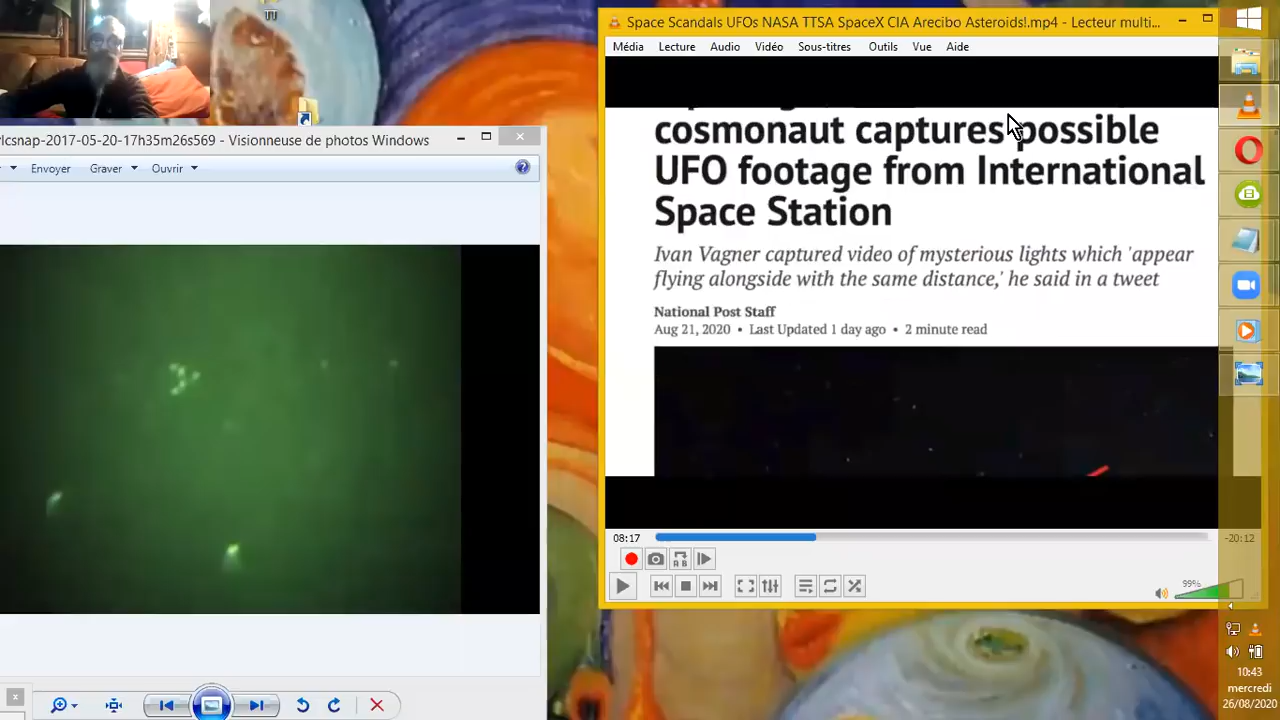 TT
lcsnap-2017-05-20-17h35m26s569 - Visionneuse de photos Windows
Envoyer Graver Ouvrir
Space Scandals UFOs NASA TTSA SpaceX CIA Arecibo Asteroids!.mp4 - Lecteur multi...
Média Lecture Audio Vidéo Sous-titres Outils Vue Aide
cosmonaut captures possible
UFO footage from International
Space Station
Ivan Vagner captured video of mysterious lights which 'appear
flying alongside with the same distance,' he said in a tweet
National Post Staff
Aug 21, 2020 • Last Updated 1 day ago • 2 minute read
08:17 -20:12
99%
10:43
mercredi
26/08/2020